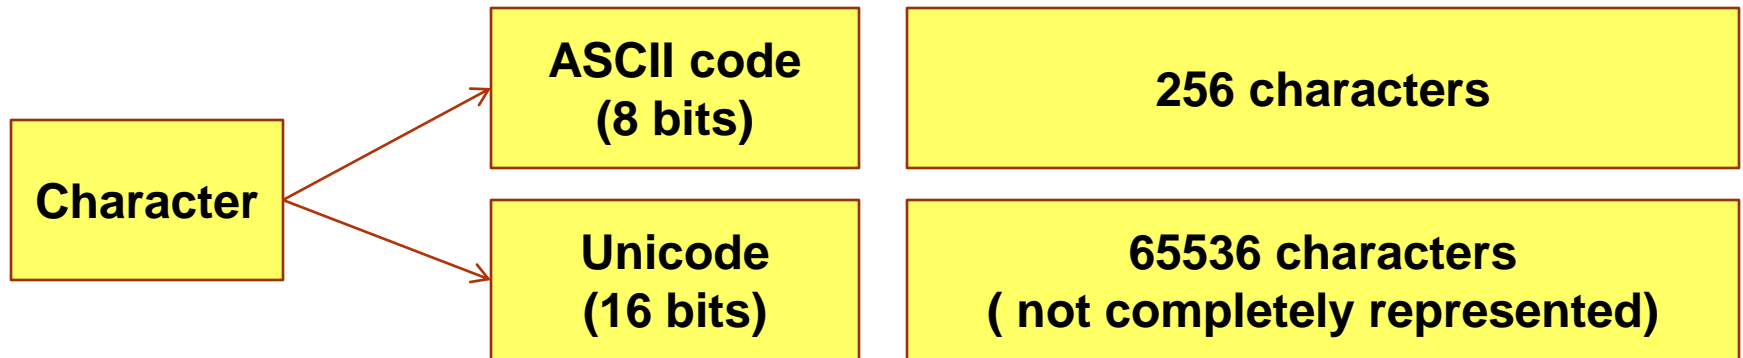 Character
ASCII code
(8 bits)
256 characters
Unicode
(16 bits)
65536 characters
( not completely represented)